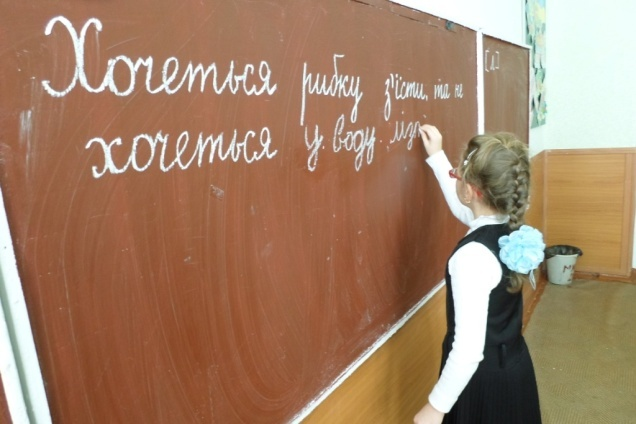 Хочеться рибку з'їсти, та не
хочеться у воду
[д]